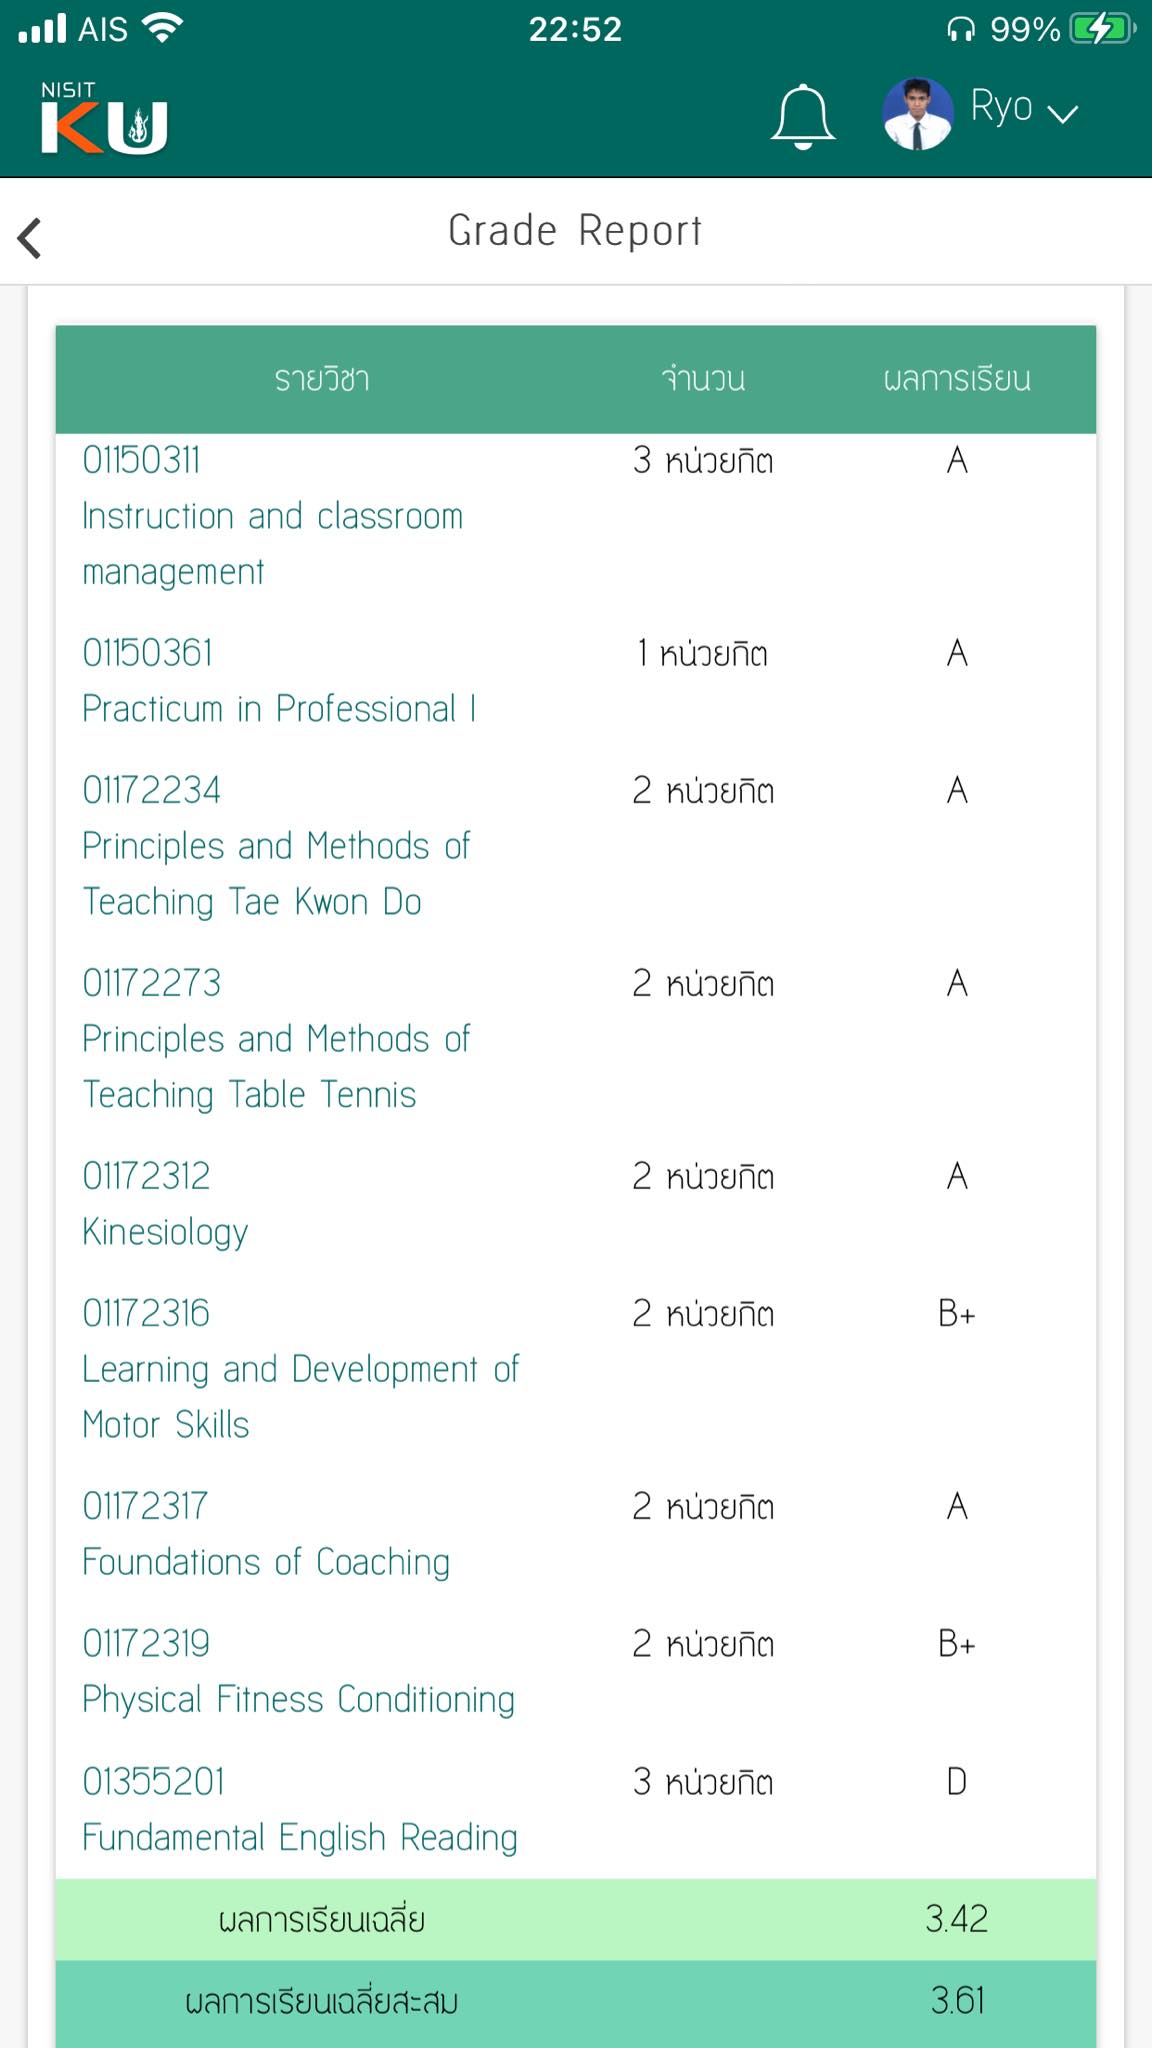 AIS 22:52 99%
NISIT
KU Ryo
Grade Report
รายวิชา จำนวน ผลการเรียน
01150311 3 หน่วยกิต A
Instruction and classroom
management
01150361 1 หน่วยกิต A
Practicum in Professional I
01172234 2 หน่วยกิต A
Principles and Methods of
Teaching Tae Kwon Do
01172273 2 หน่วยกิต A
Principles and Methods of
Teaching Table Tennis
01172312 2 หน่วยกิต A
Kinesiology
01172316 2 หน่วยกิต B+
Learning and Development of
Motor Skills
01172317 2 หน่วยกิต A
Foundations of Coaching
01172319 2 หน่วยกิต B+
Physical Fitness Conditioning
01355201 3 หน่วยกิต D
Fundamental English Reading
ผลการเรียนเฉลี่ย 3.42
ผลการเรียนเฉลี่ยสะสม 3.61